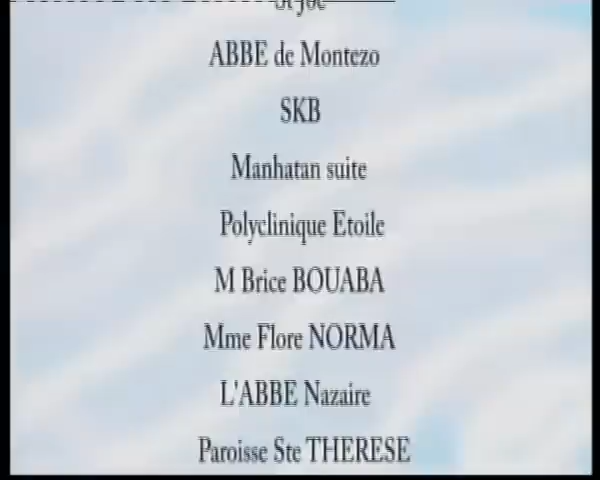 ABBE de Montezo
SKB
Manhatan suite
Polyclinique Etoile
M Brice BOUABA
Mme Flore NORMA
L'ABBE Nazaire
Paroisse Ste THERESE